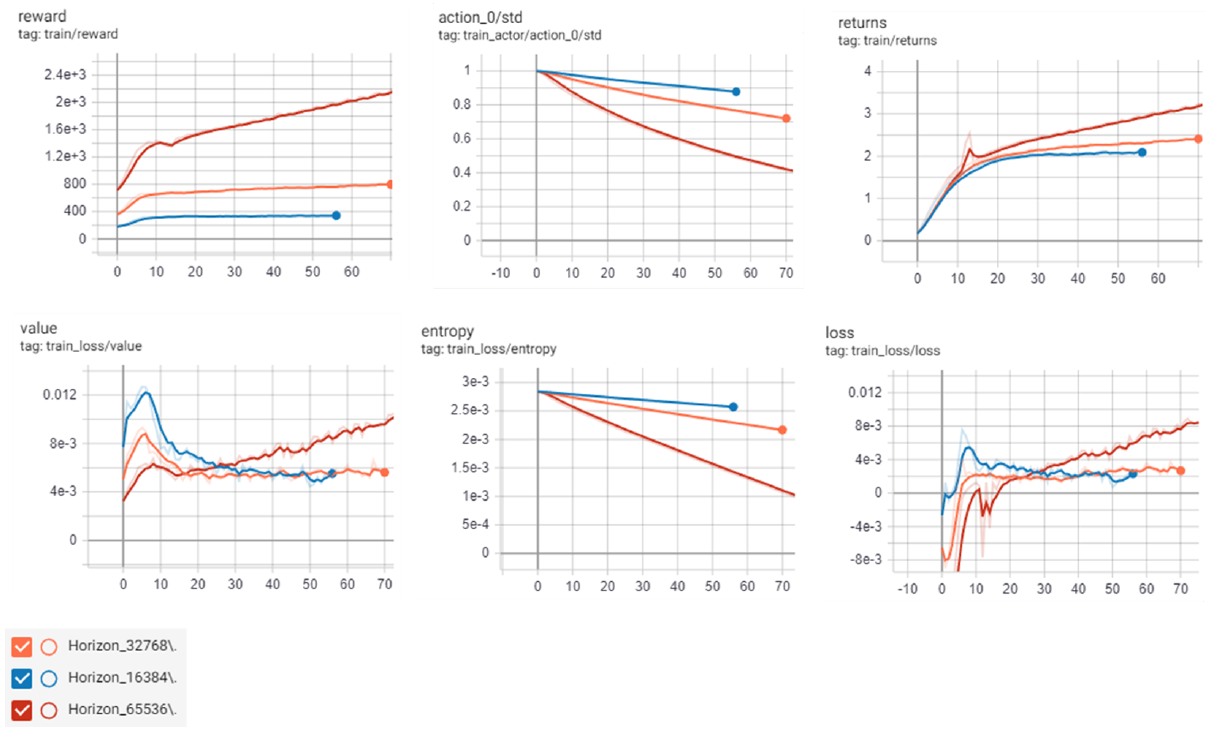 reward
tag: train/reward
2.4e+3
2e+3
1.6e+3
1.2e+3
800
400
0
0 10 20 30 40 50 60
action_0/std
tag: train_actor/action_0/std
1
0.8
0.6
0.4
0.2
0
-10 0 10 20 30 40 50 60 70
returns
tag: train/returns
4
3
2
1
0
0 10 20 30 40 50 60
value
tag: train_loss/value
0.012
8e-3
4e-3
0
0 10 20 30 40 50 60 70
entropy
tag: train_loss/entropy
3e-3
2.5e-3
2e-3
1.5e-3
1e-3
5e-4
0
0 10 20 30 40 50 60 70
loss
tag: train_loss/loss
0.012
8e-3
4e-3
0
-4e-3
-8e-3
-10 0 10 20 30 40 50 60 70
Horizon_32768\.
Horizon_16384\.
Horizon_65536\.